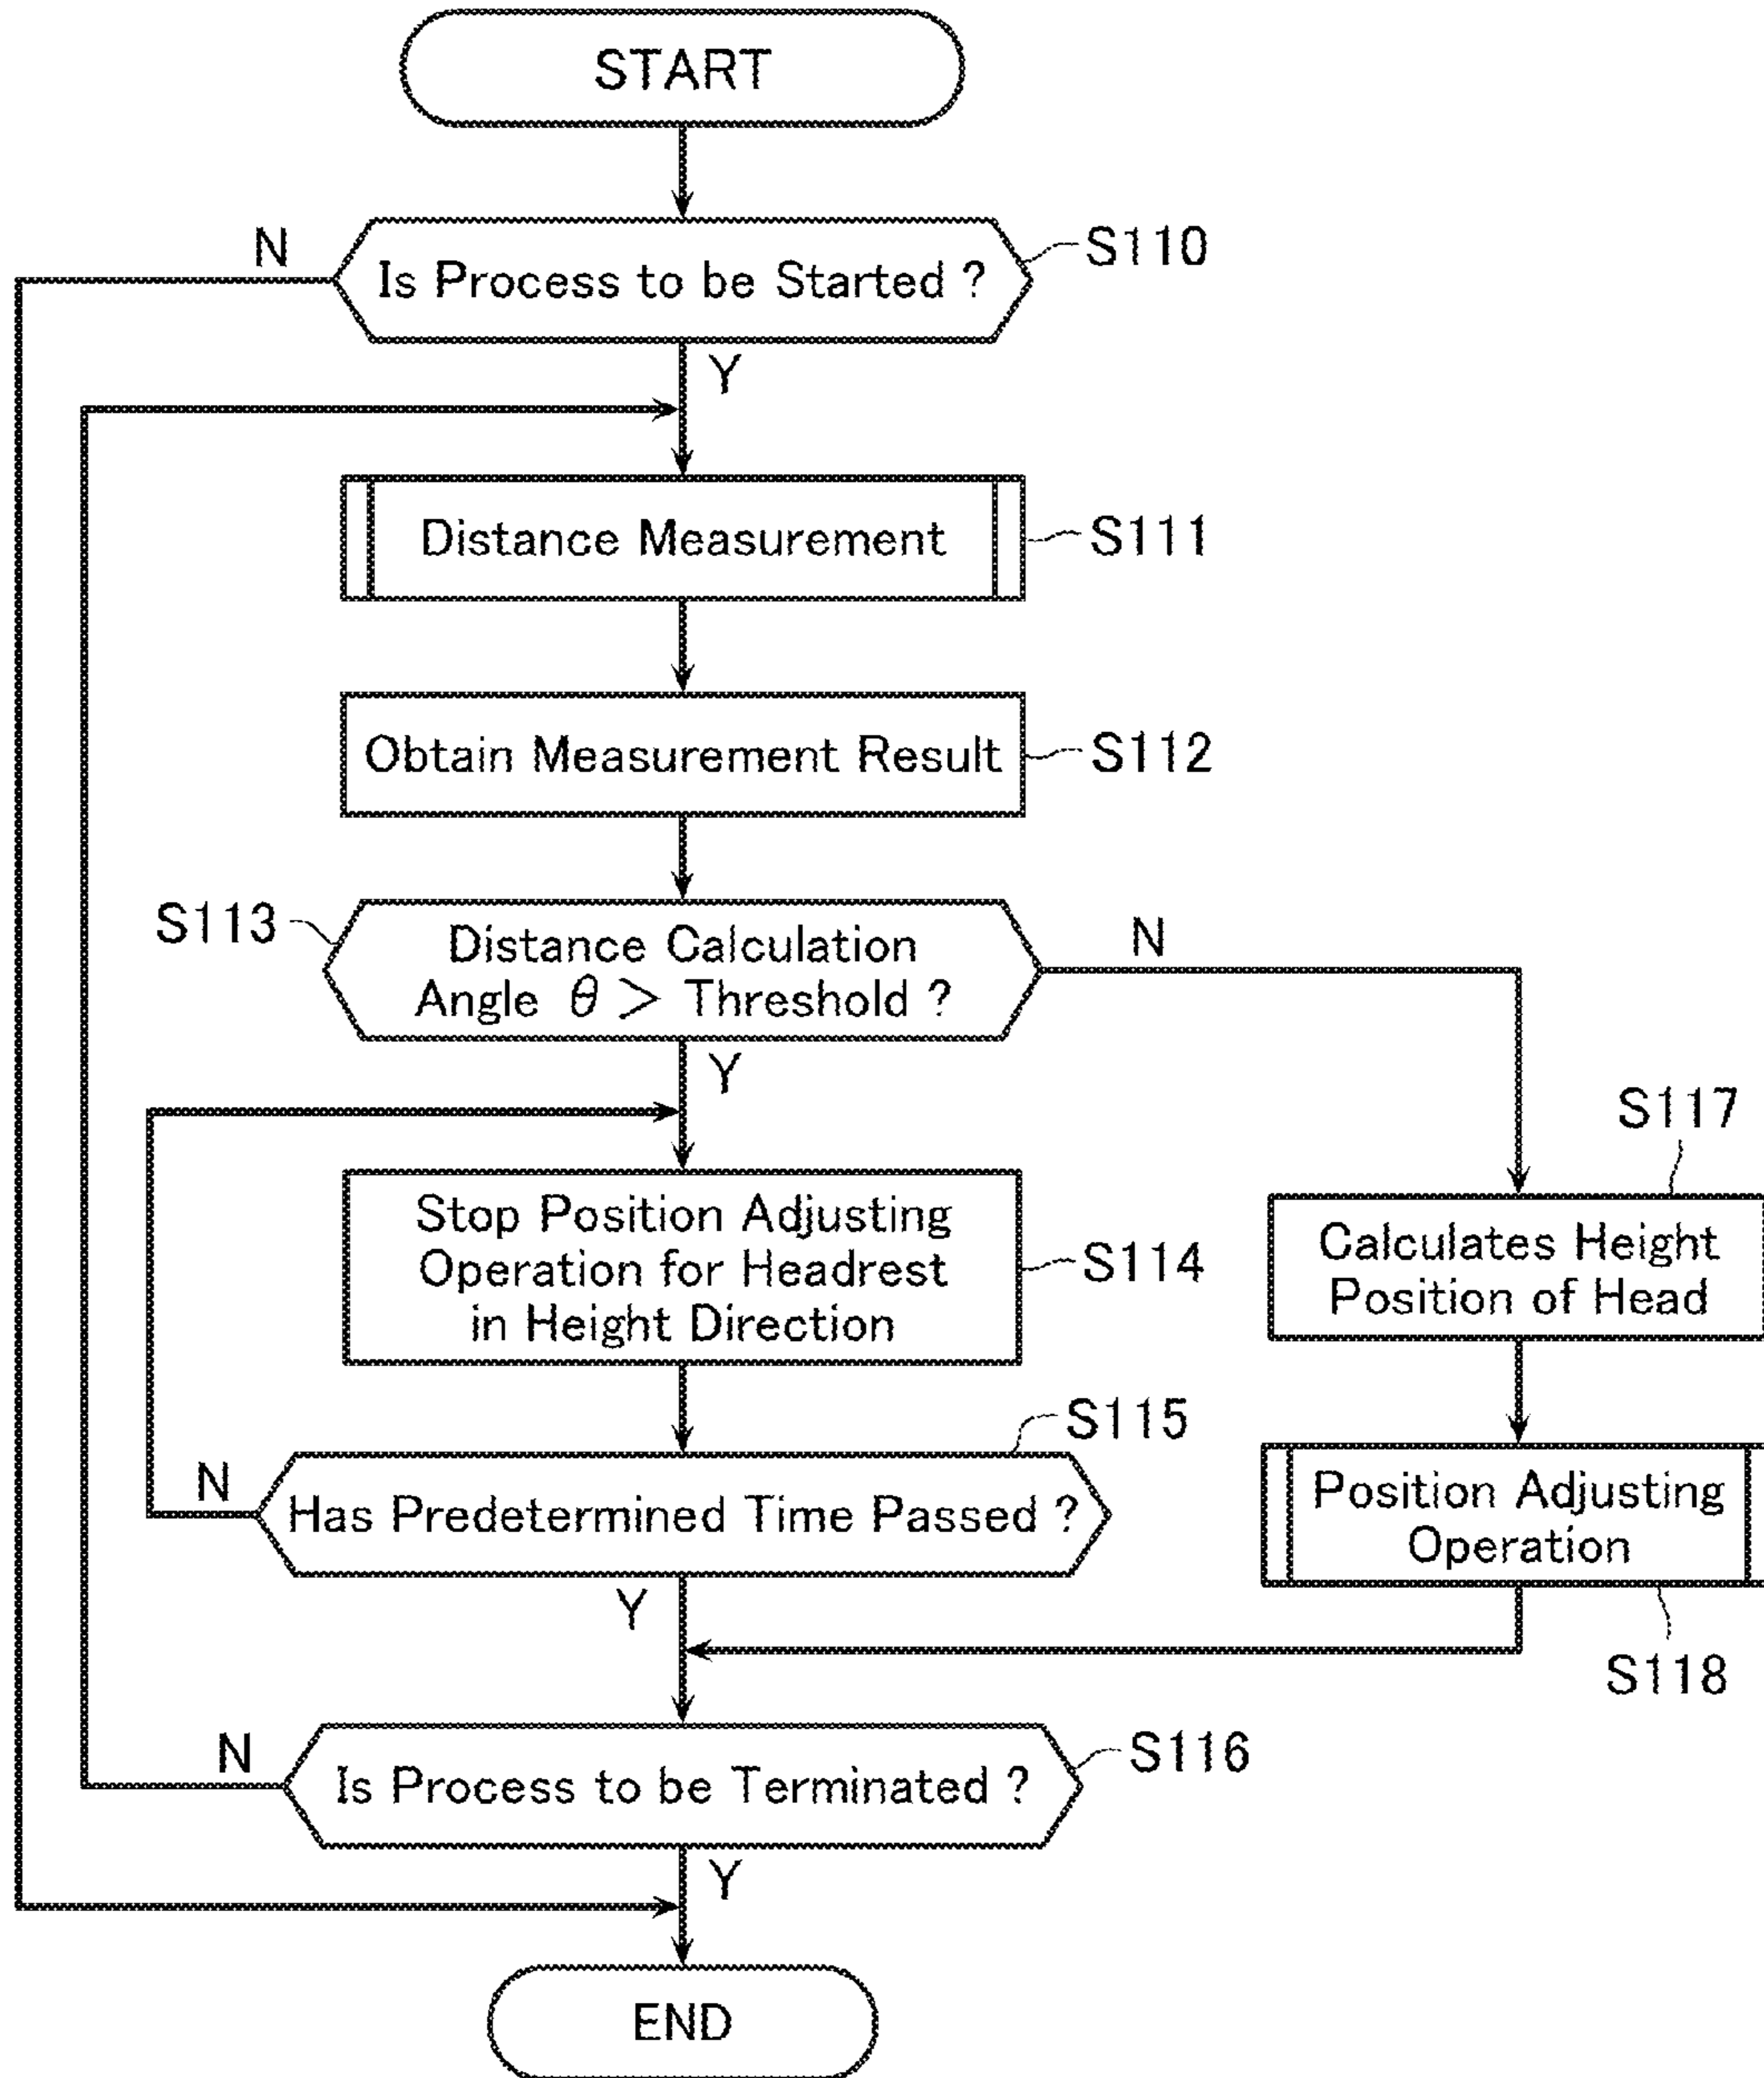 START
N
S110
Is Process to be Started ?
Y
Distance Measurement
S111
Obtain Measurement Result
S112
S113
Distance Calculation
Angle θ > Threshold ?
N
Y
S117
Stop Position Adjusting
Operation for Headrest
in Height Direction
S114
Calculates Height
Position of Head
S115
N
Has Predetermined Time Passed ?
Position Adjusting
Operation
Y
S118
N
S116
Is Process to be Terminated ?
Y
END